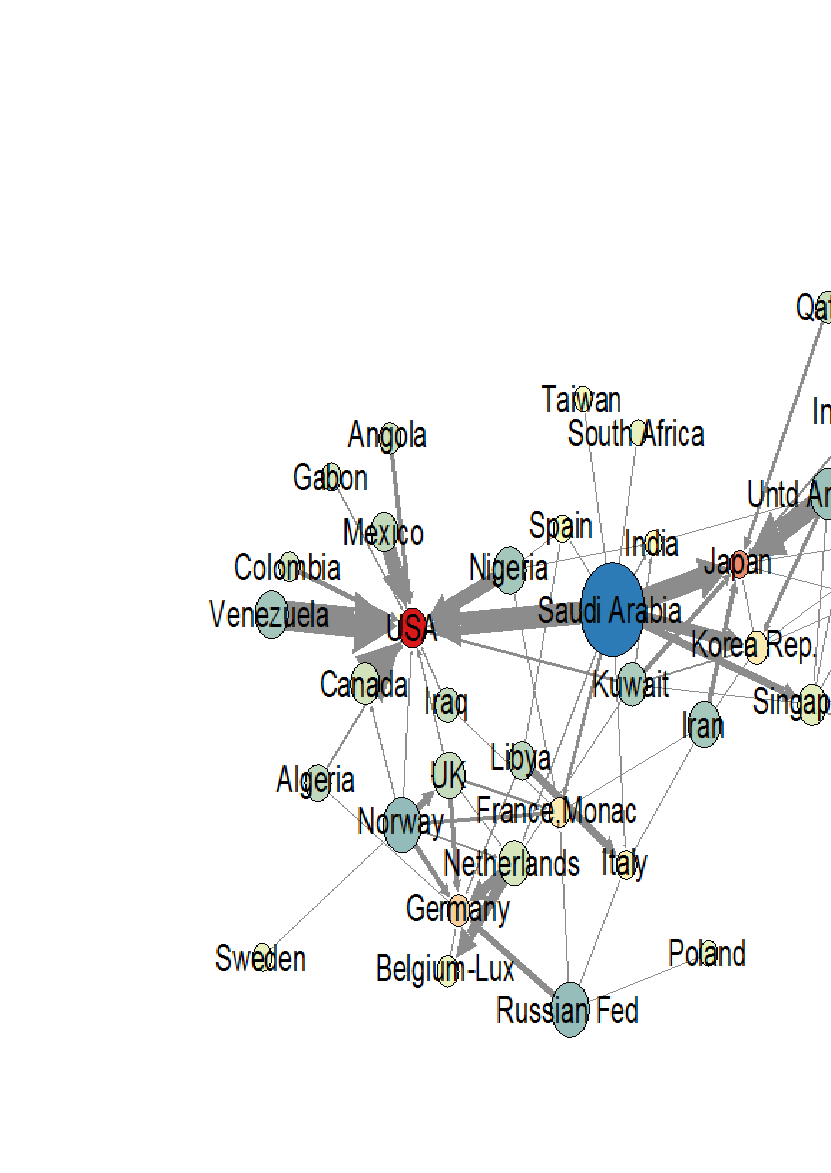 Qat
Taiwan
In
South Africa
Angola
Gabon
Untd Ar
Mexico
Spain
India
Japan
Colombia
Nigeria
Venezuela
Saudi Arabia
USA
Korea Rep.
Canada
Iraq
Kuwait
Singap
Iran
Algeria
UK
Libya
Norway
France,Monac
Netherlands
Italy
Germany
Sweden
Belgium-Lux
Poland
Russian Fed